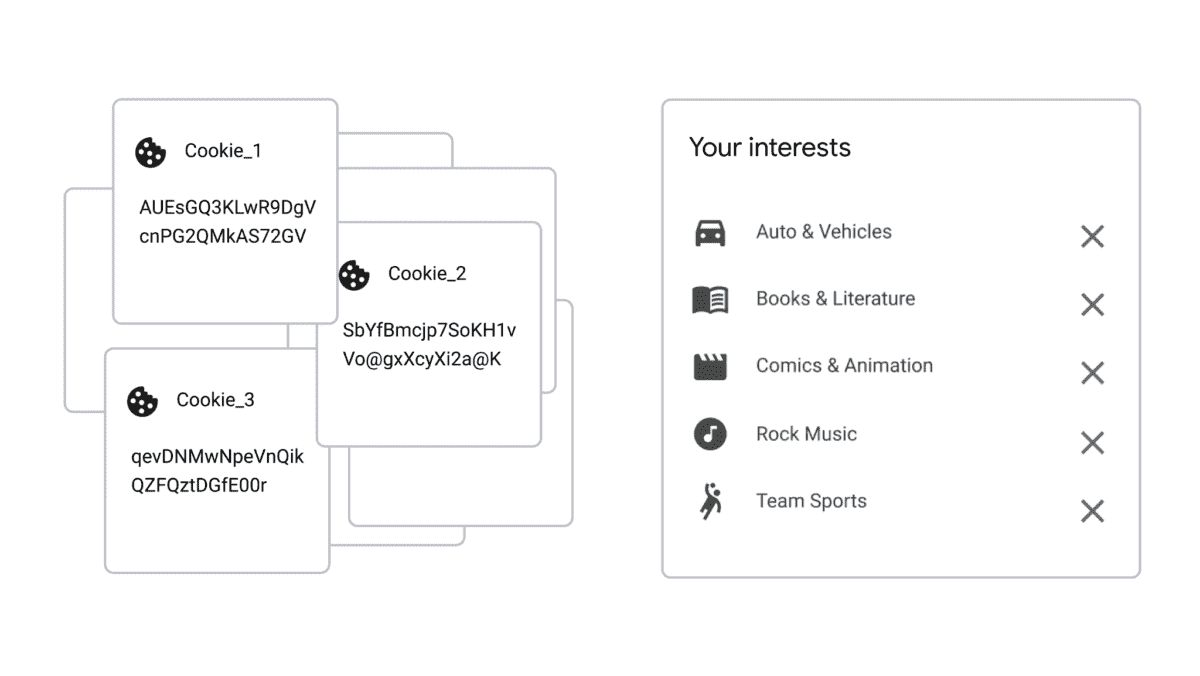 Cookie_1
AUEsGQ3KLwR9DgV
cnPG2QMkAS72GV
Cookie_2
SbYfBmcjp7SoKH1v
Vo@gxXcyXi2a@K
Cookie_3
qevDNMwNpeVnQik
QZFQztDGfE00r
Your interests
Auto & Vehicles
Books & Literature
Comics & Animation
Rock Music
Team Sports